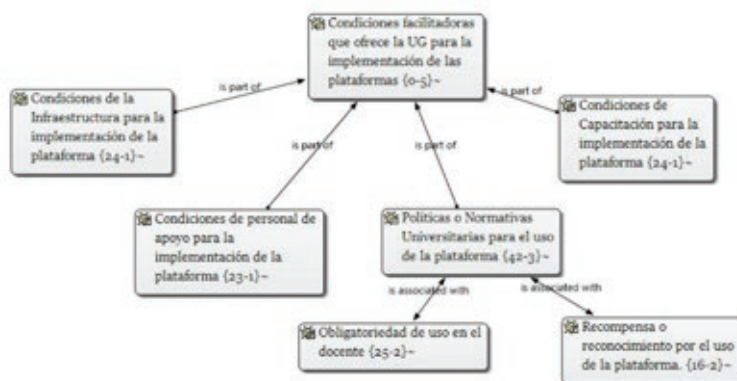 Condiciones facilitadoras
que ofrece la UG para la
implementación de las
plataformas {0-5}~
is part of
is part of
Condiciones de la
Infraestructura para la
implementación de la
plataforma {24-1}~
Condiciones de
Capacitación para la
implementación de la
plataforma {24-1}~
is part of
is part of
Condiciones de personal de
apoyo para la
implementación de la
plataforma {23-1}~
Políticas o Normativas
Universitarias para el uso
de la plataforma {42-3}~
is associated with
is associated with
Obligatoriedad de uso en el
docente {25-2}~
Recompensa o
reconocimiento por el uso
de la plataforma. {16-2}~